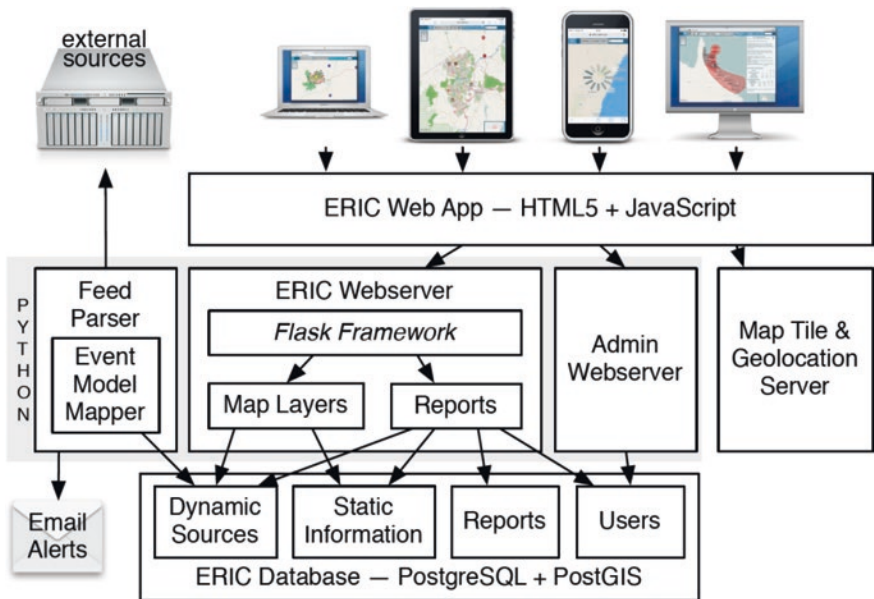 external
sources
ERIC Web App — HTML5 + JavaScript
PYTHON
Feed
Parser
Event
Model
Mapper
ERIC Webserver
Flask Framework
Map Layers
Reports
Admin
Webserver
Map Tile &
Geolocation
Server
Email
Alerts
Dynamic
Sources
Static
Information
Reports
Users
ERIC Database — PostgreSQL + PostGIS